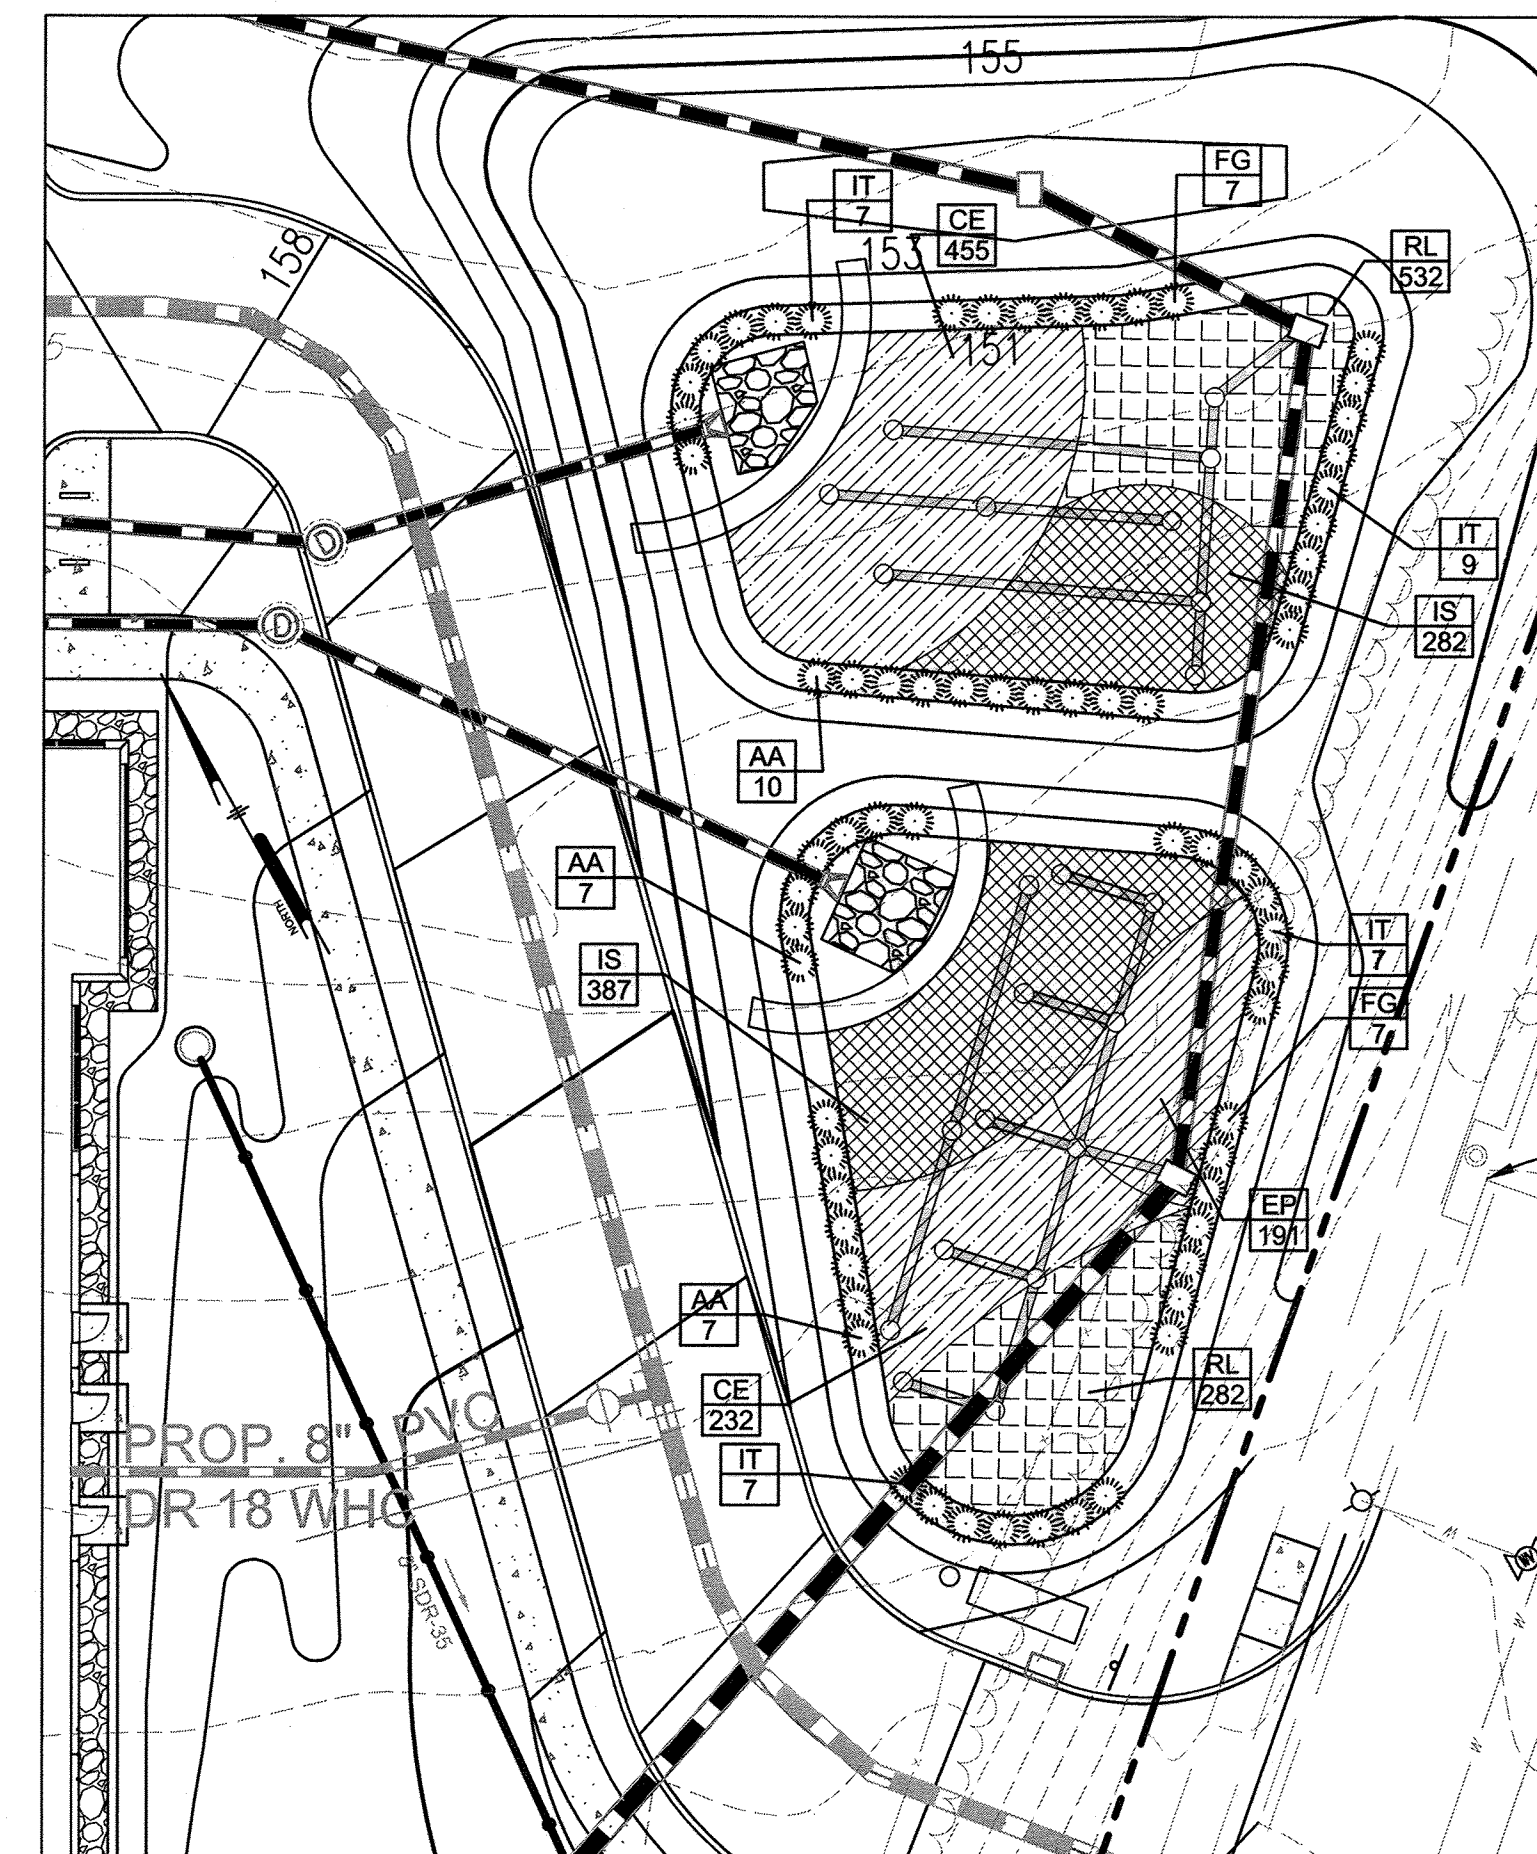 155
FG
7
IT
7
CE
455
153
RL
532
158
151
IT
9
D
IS
282
D
AA
10
AA
7
NORTH
IT
7
IS
387
FG
7
EP
191
AA
7
RL
282
CE
232
PROP. 8" PVC
IT
7
DR 18 WHC
8" SDR-35
W
W
W
W